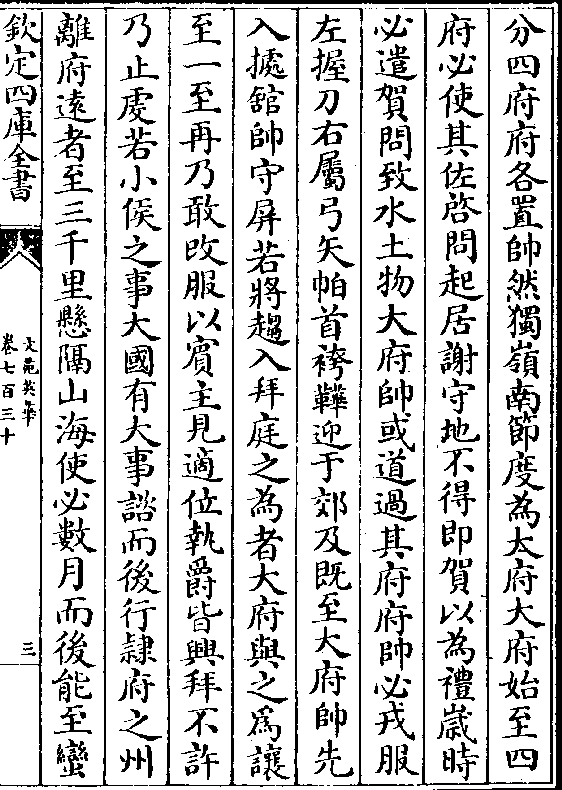 分四府府各置帥然獨嶺南節度為大府大府始至四
府必使其佐啓問起居謝守地不得即賀以為禮嵗時
必遣賀問致水土物大府帥或道過其府府帥必戎服
左握刀右屬弓矢帕首袴鞾迎于郊及既至大府帥先
入據舘帥守屏若將趨入拜庭之為者大府與之為讓
至一至再乃敢改服以賓主見適位執爵皆興拜不許
乃止虔若小侯之事大國有大事諮而後行隷府之州
離府逺者至三千里懸隔山海使必數月而後能至蠻
欽定四庫全書
文苑英華
卷七百三十
三